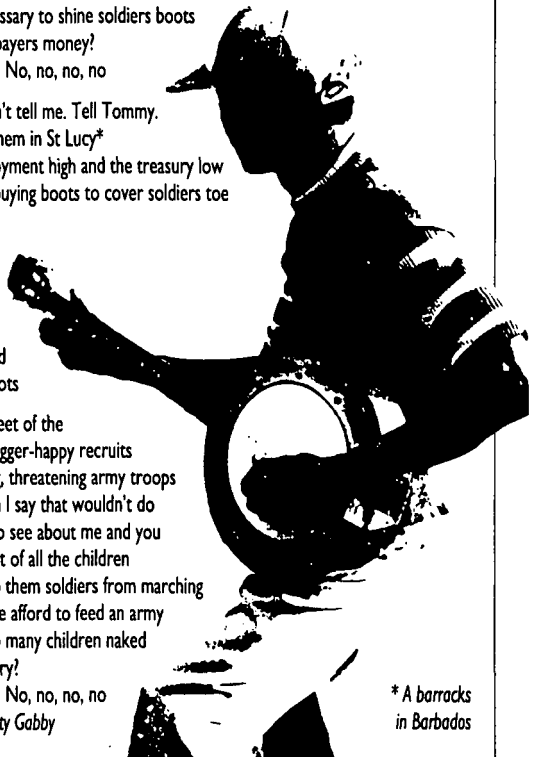 ssary to shine soldiers boots
payers money?
No, no, no, no
't tell me. Tell Tommy.
hem in St Lucy*
oyment high and the treasury low
ouying boots to cover soldiers toe
d
ots
eet of the
gger-happy recruits
, threatening army troops
I say that wouldn't do
o see about me and you
t of all the children
o them soldiers from marching
e afford to feed an army
o many children naked
ry?
No, no, no, no
ty Gabby
* A barracks
in Barbados